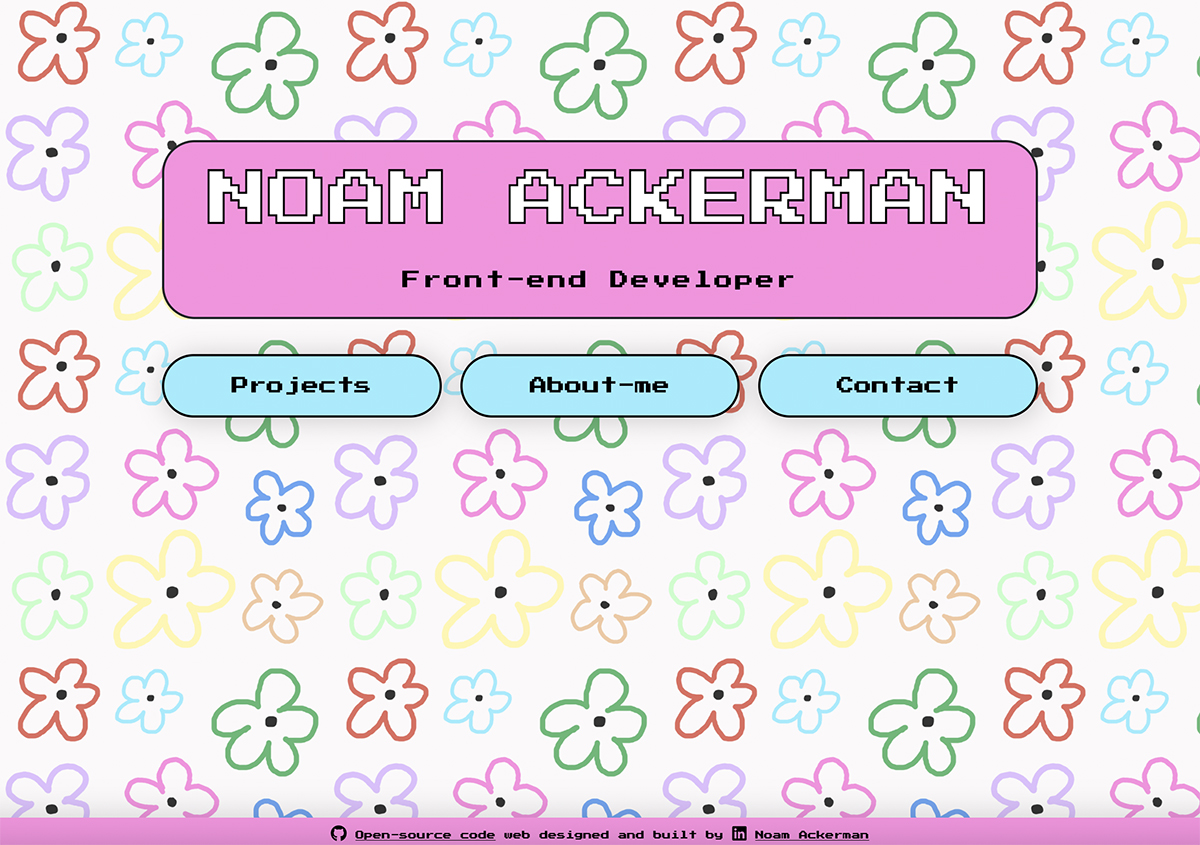 NOAM ACKERMAN
Front-end Developer
Projects About-me Contact
Open-source code web designed and built by in Noam Ackerman